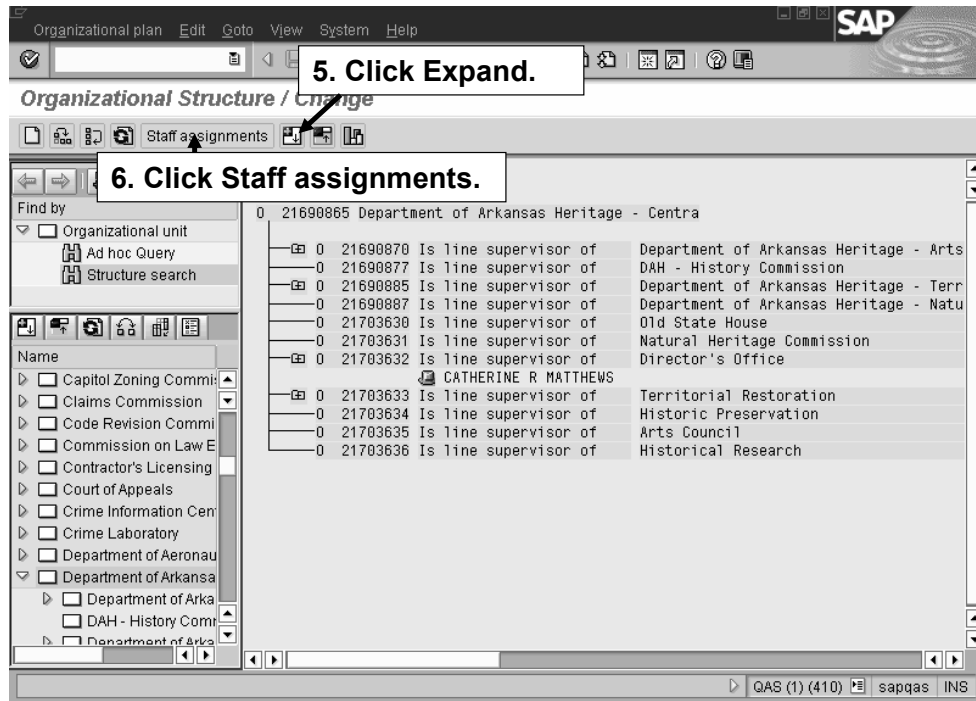 Organizational plan Edit Goto View System Help
SAP
5. Click Expand.
Organizational Structure / Change
Staff assignments
6. Click Staff assignments.
Find by
Organizational unit
Ad hoc Query
Structure search
Name
Capitol Zoning Commi
Claims Commission
Code Revision Commi
Commission on Law E
Contractor's Licensing
Court of Appeals
Crime Information Cen
Crime Laboratory
Department of Aeronau
Department of Arkansa
Department of Arka
DAH - History Comr
Department of Arka
0 21690865 Department of Arkansas Heritage - Centra
0 21690870 Is line supervisor of Department of Arkansas Heritage - Arts
0 21690877 Is line supervisor of DAH - History Commission
0 21690885 Is line supervisor of Department of Arkansas Heritage - Terr
0 21690887 Is line supervisor of Department of Arkansas Heritage - Natu
0 21703630 Is line supervisor of Old State House
0 21703631 Is line supervisor of Natural Heritage Commission
0 21703632 Is line supervisor of Director's Office
CATHERINE R MATTHEWS
0 21703633 Is line supervisor of Territorial Restoration
0 21703634 Is line supervisor of Historic Preservation
0 21703635 Is line supervisor of Arts Council
0 21703636 Is line supervisor of Historical Research
QAS (1) (410) sapqas INS